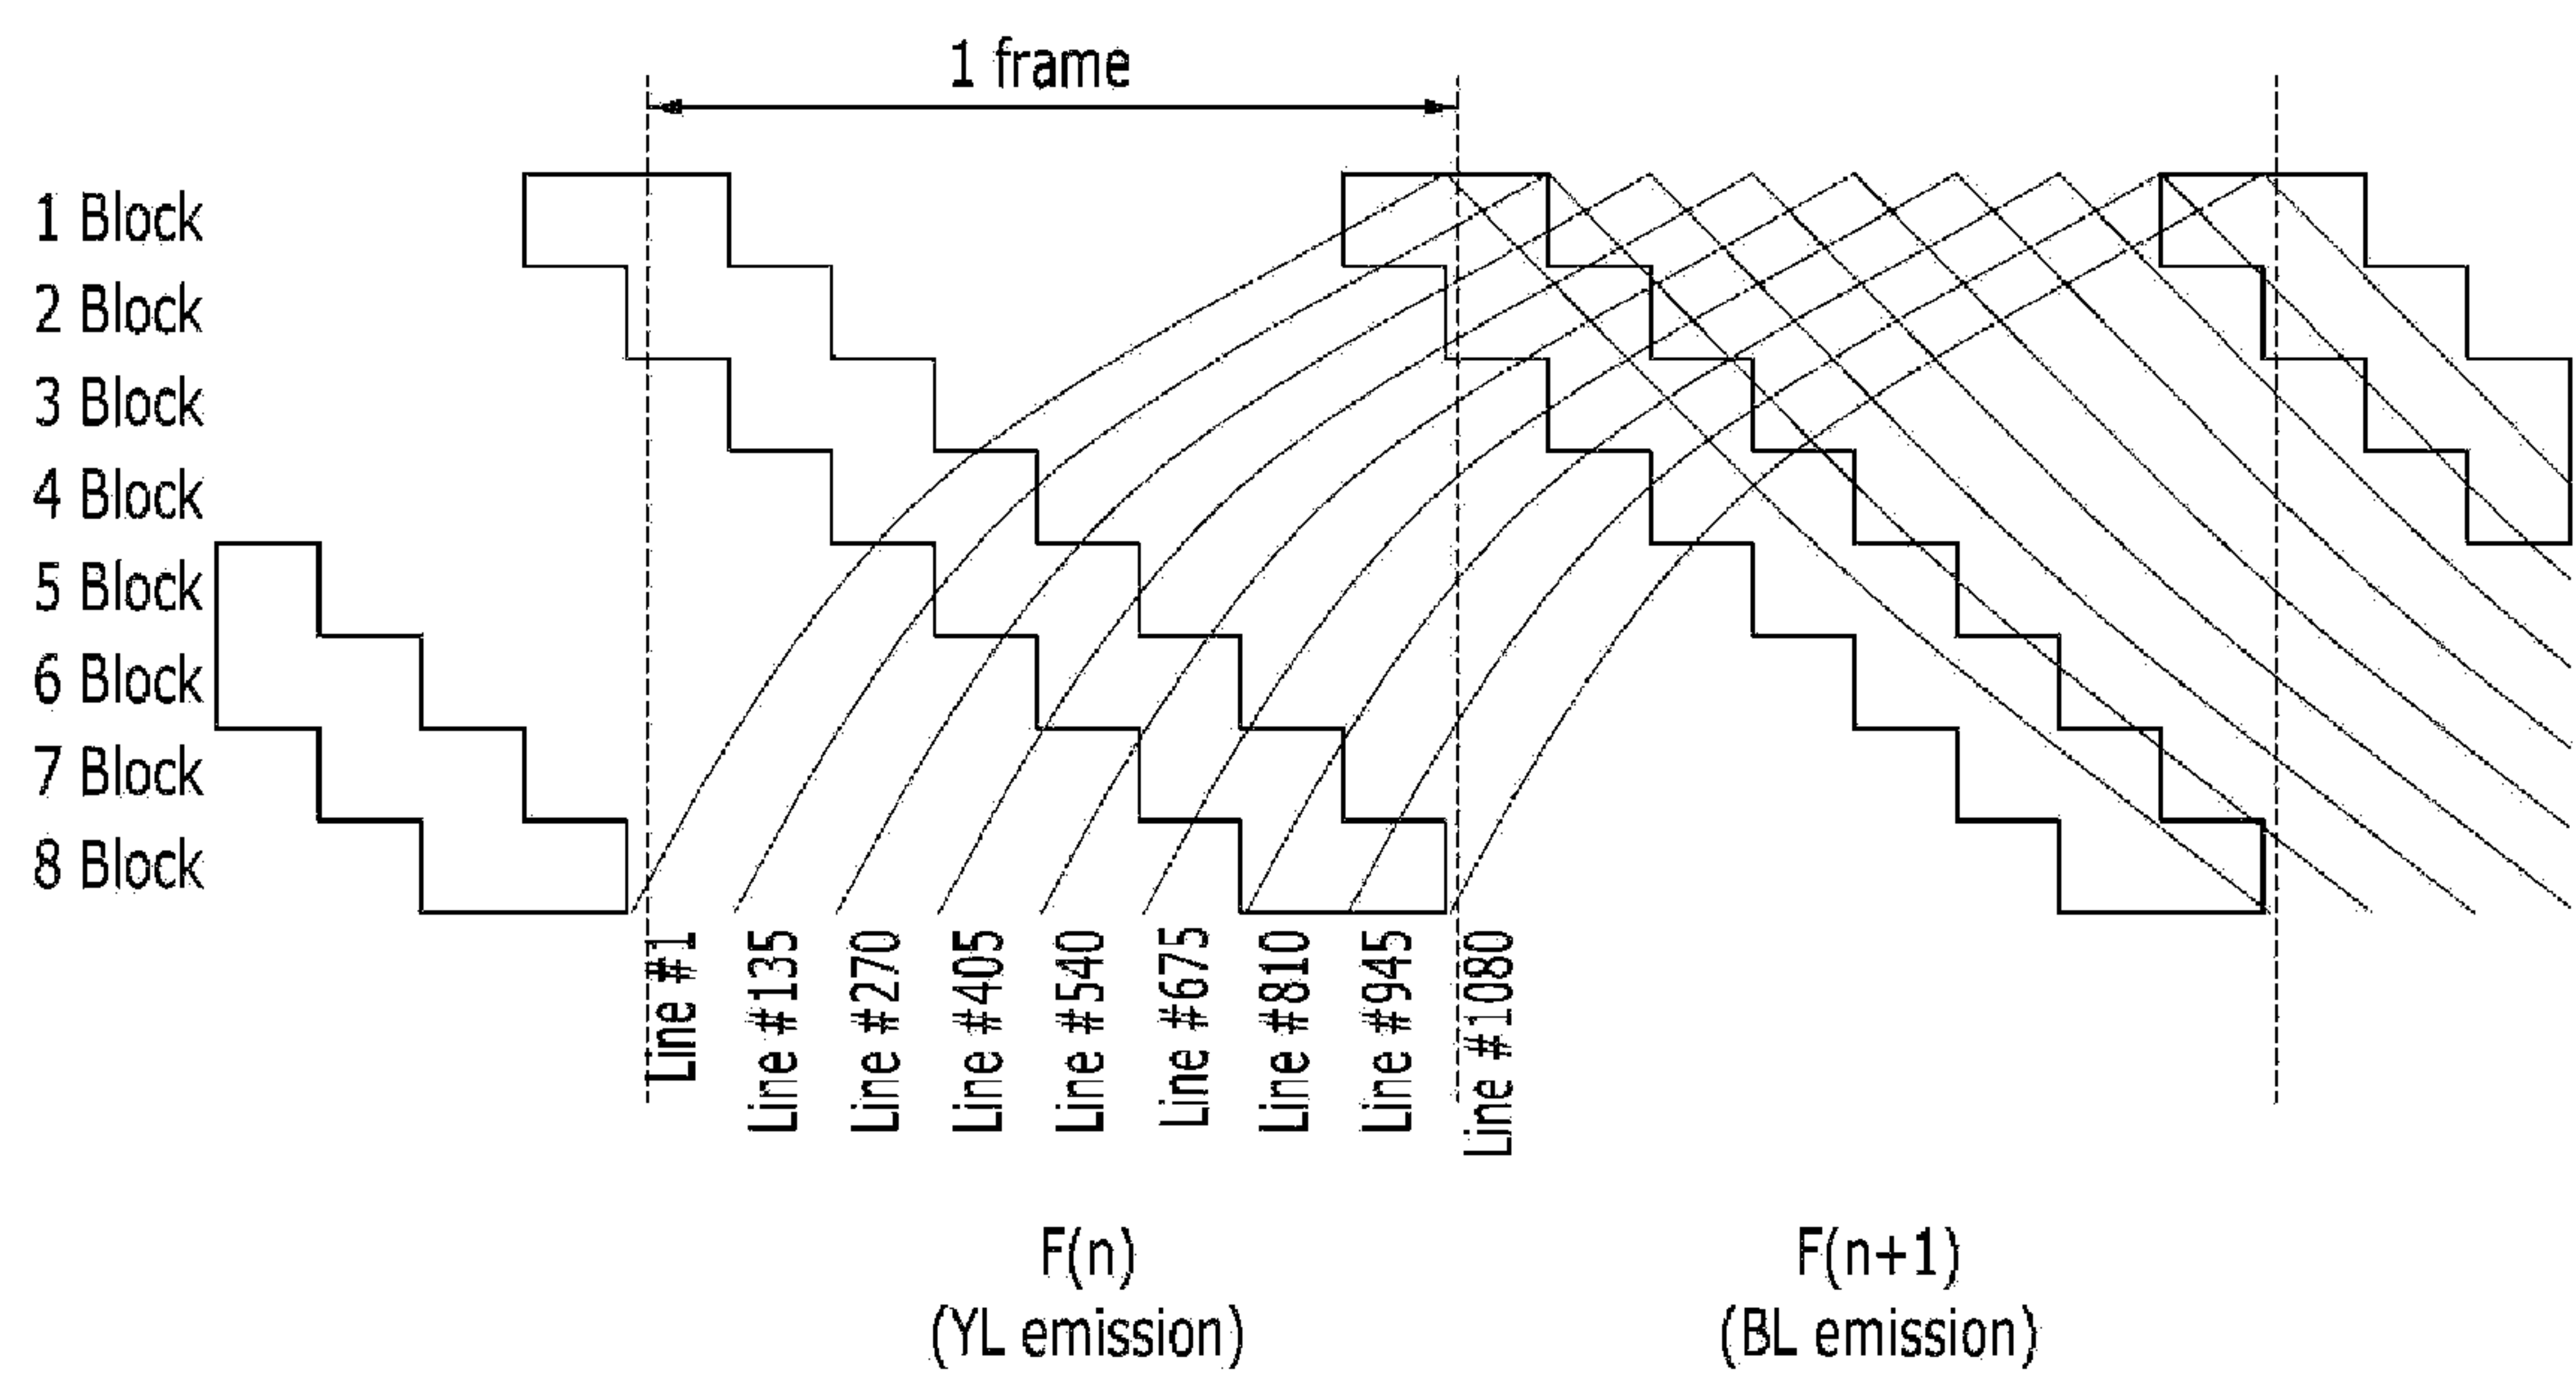 1 frame
1 Block
2 Block
3 Block
4 Block
5 Block
6 Block
7 Block
8 Block
Line #1
Line #135
Line #270
Line #405
Line #540
Line #675
Line #810
Line #945
Line #1080
F(n)
(YL emission)
F(n+1)
(BL emission)